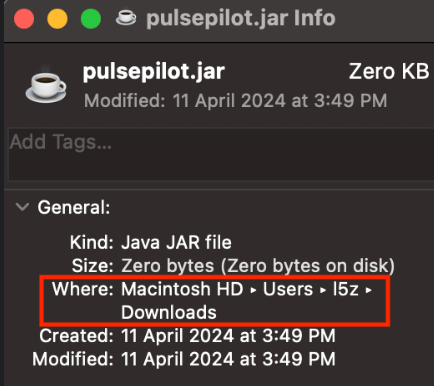 pulsepilot.jar Info
pulsepilot.jar Zero KB
Modified: 11 April 2024 at 3:49 PM
Add Tags...
General:
Kind: Java JAR file
Size: Zero bytes (Zero bytes on disk)
Where: Macintosh HD ▸ Users ▸ l5z ▸
Downloads
Created: 11 April 2024 at 3:49 PM
Modified: 11 April 2024 at 3:49 PM